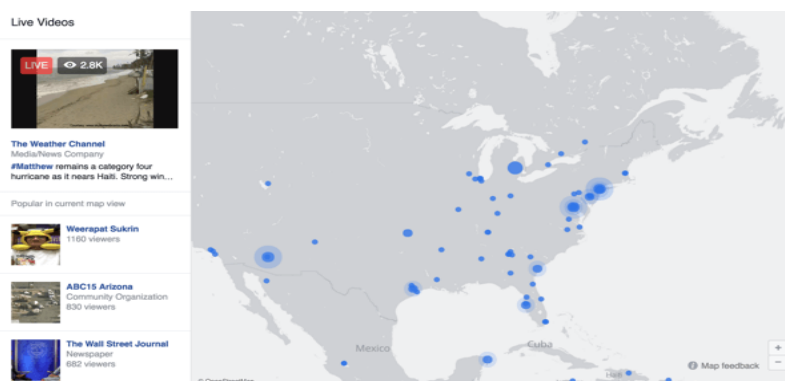 Live Videos
LIVE 2.8K
The Weather Channel
Media/News Company
#Matthew remains a category four
hurricane as it nears Haiti. Strong win...
Popular in current map view
Weerapat Sukrin
1160 viewers
ABC15 Arizona
Community Organization
830 viewers
The Wall Street Journal
Newspaper
682 viewers
Mexico
Cuba
Haiti
+
−
Map feedback
© OpenStreetMap